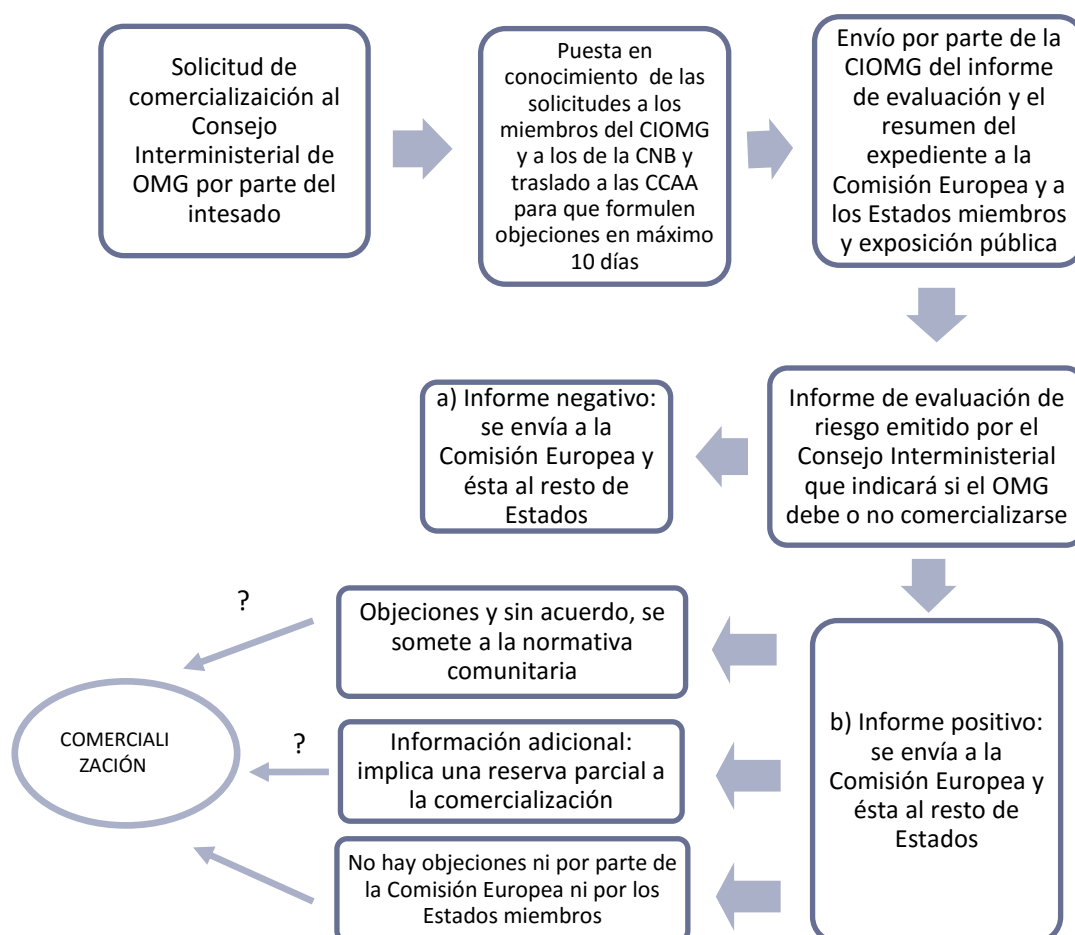 Solicitud de
comercializaición al
Consejo
Interministerial de
OMG por parte del
intesado
Puesta en
conocimiento de las
solicitudes a los
miembros del CIOMG
y a los de la CNB y
traslado a las CCAA
para que formulen
objeciones en máximo
10 días
Envío por parte de la
CIOMG del informe
de evaluación y el
resumen del
expediente a la
Comisión Europea y a
los Estados miembros
y exposición pública
a) Informe negativo:
se envía a la
Comisión Europea y
ésta al resto de
Estados
Informe de evaluación de
riesgo emitido por el
Consejo Interministerial
que indicará si el OMG
debe o no comercializarse
?
Objeciones y sin acuerdo, se
somete a la normativa
comunitaria
COMERCIALI
ZACIÓN
?
Información adicional:
implica una reserva parcial a
la comercialización
b) Informe positivo:
se envía a la
Comisión Europea y
ésta al resto de
Estados
No hay objeciones ni por parte de
la Comisión Europea ni por los
Estados miembros